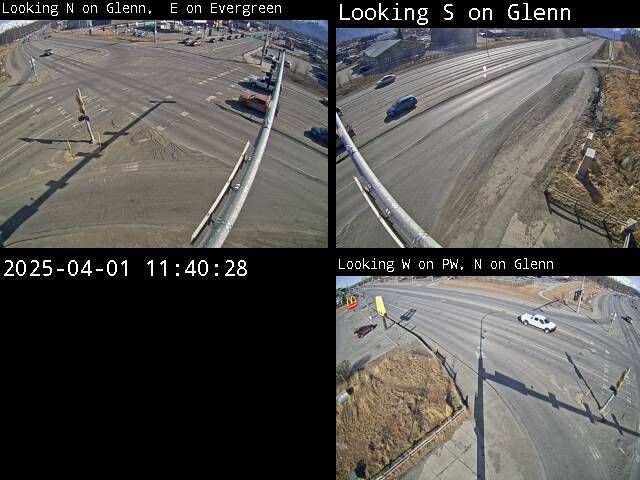 Looking N on Glenn,  E on Evergreen
Looking S on Glenn
2025-04-01 11:40:28
Looking W on PW, N on Glenn